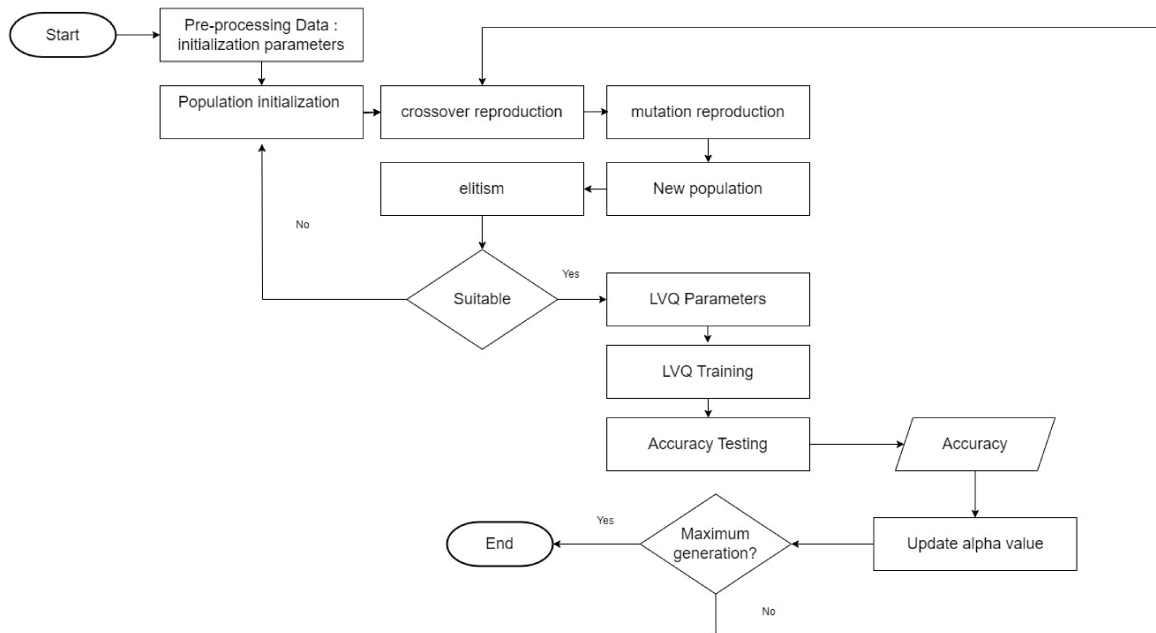 Start
Pre-processing Data :
initialization parameters
Population initialization
crossover reproduction
mutation reproduction
elitism
New population
No
Suitable
Yes
LVQ Parameters
LVQ Training
Accuracy Testing
Accuracy
End
Yes
Maximum
generation?
Update alpha value
No